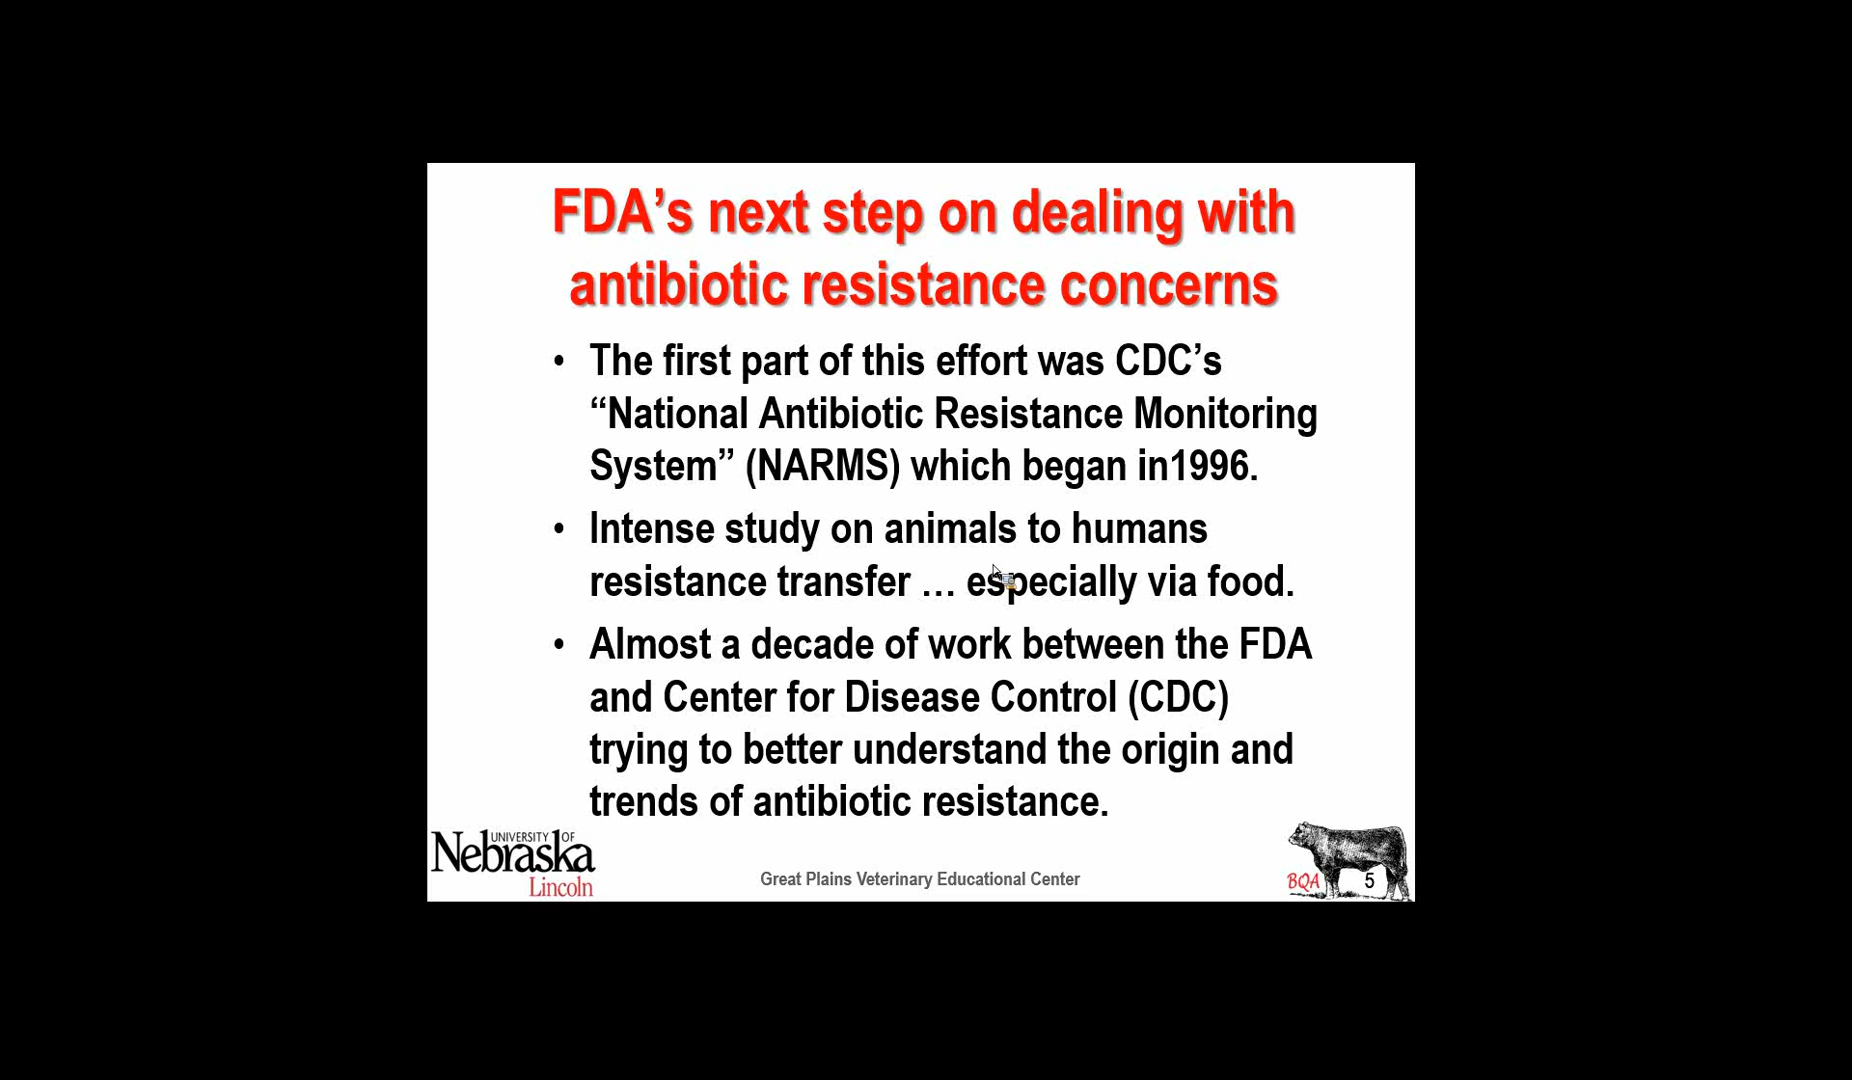 FDA’s next step on dealing with
antibiotic resistance concerns
• The first part of this effort was CDC’s
“National Antibiotic Resistance Monitoring
System” (NARMS) which began in1996.
• Intense study on animals to humans
resistance transfer … especially via food.
• Almost a decade of work between the FDA
and Center for Disease Control (CDC)
trying to better understand the origin and
trends of antibiotic resistance.
UNIVERSITY OF
Nebraska
Lincoln
Great Plains Veterinary Educational Center
BQA
5